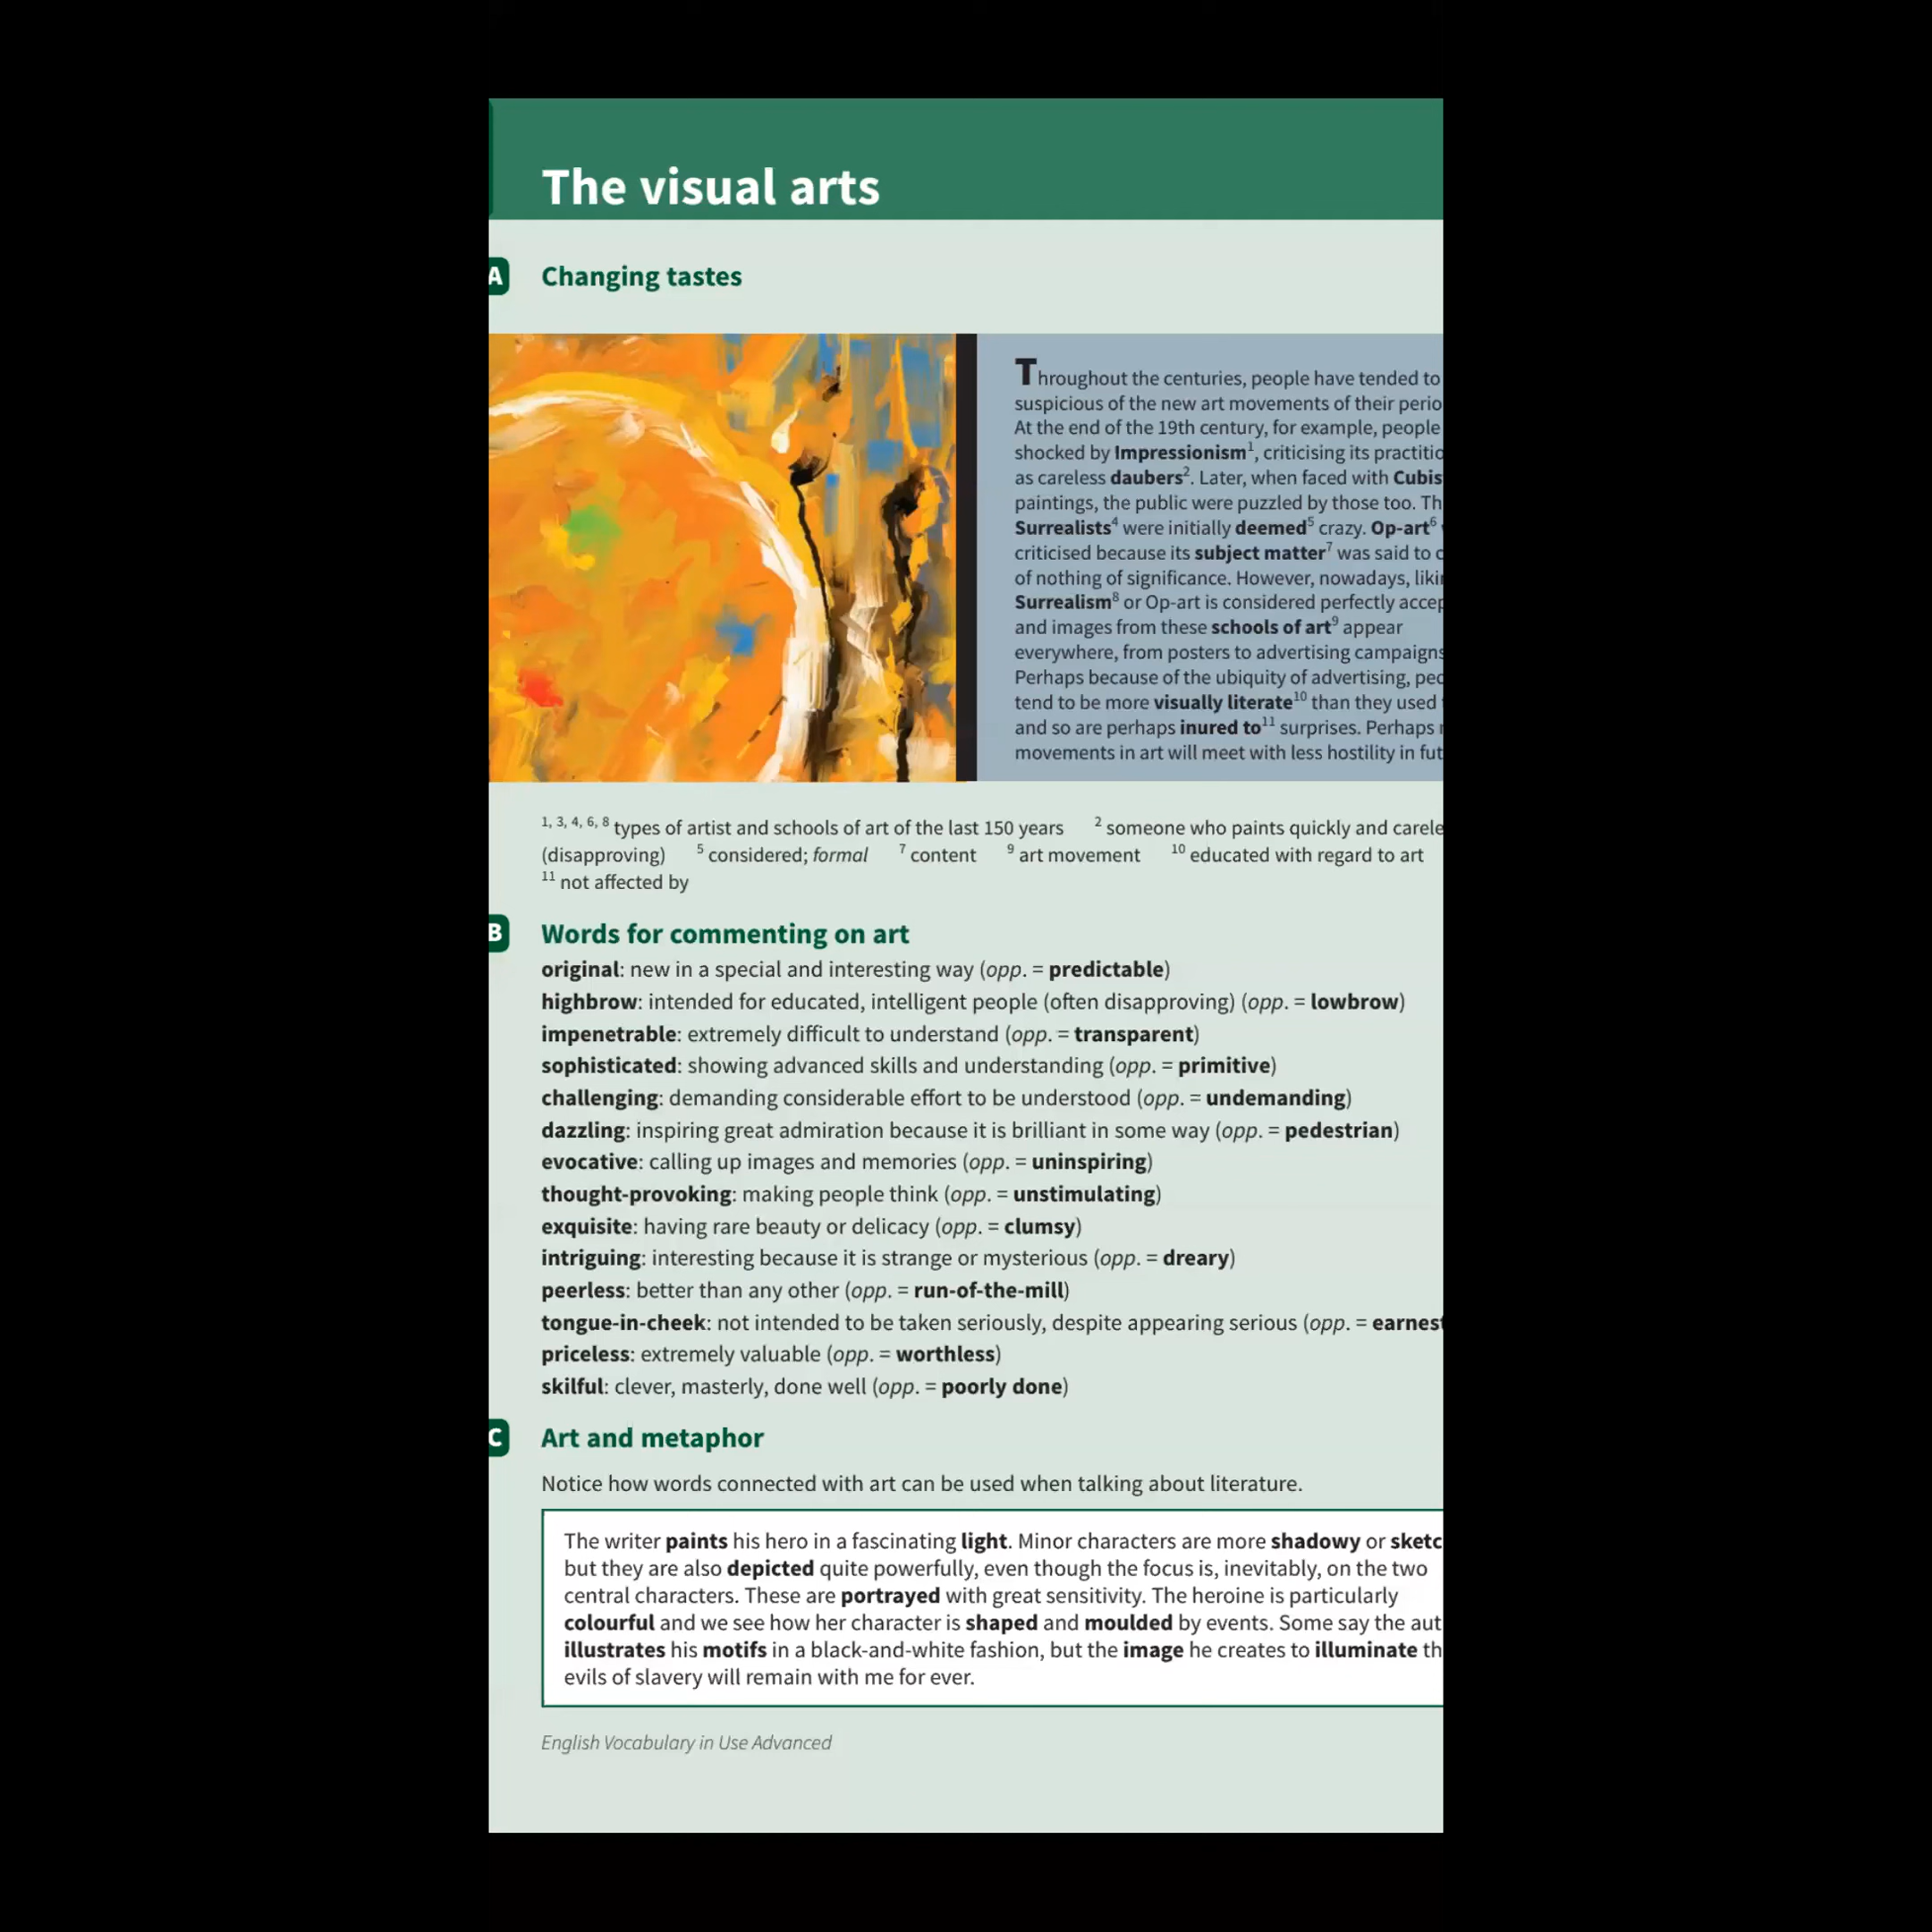 The visual arts
A Changing tastes
Throughout the centuries, people have tended to
suspicious of the new art movements of their perio
At the end of the 19th century, for example, people
shocked by Impressionism1, criticising its practitio
as careless daubers2. Later, when faced with Cubis
paintings, the public were puzzled by those too. Th
Surrealists4 were initially deemed5 crazy. Op-art6
criticised because its subject matter7 was said to c
of nothing of significance. However, nowadays, liki
Surrealism8 or Op-art is considered perfectly accep
and images from these schools of art9 appear
everywhere, from posters to advertising campaigns
Perhaps because of the ubiquity of advertising, peo
tend to be more visually literate10 than they used
and so are perhaps inured to11 surprises. Perhaps
movements in art will meet with less hostility in fut
1, 3, 4, 6, 8 types of artist and schools of art of the last 150 years 2 someone who paints quickly and carele
(disapproving) 5 considered; formal 7 content 9 art movement 10 educated with regard to art
11 not affected by
B Words for commenting on art
original: new in a special and interesting way (opp. = predictable)
highbrow: intended for educated, intelligent people (often disapproving) (opp. = lowbrow)
impenetrable: extremely difficult to understand (opp. = transparent)
sophisticated: showing advanced skills and understanding (opp. = primitive)
challenging: demanding considerable effort to be understood (opp. = undemanding)
dazzling: inspiring great admiration because it is brilliant in some way (opp. = pedestrian)
evocative: calling up images and memories (opp. = uninspiring)
thought-provoking: making people think (opp. = unstimulating)
exquisite: having rare beauty or delicacy (opp. = clumsy)
intriguing: interesting because it is strange or mysterious (opp. = dreary)
peerless: better than any other (opp. = run-of-the-mill)
tongue-in-cheek: not intended to be taken seriously, despite appearing serious (opp. = earnest
priceless: extremely valuable (opp. = worthless)
skilful: clever, masterly, done well (opp. = poorly done)
C Art and metaphor
Notice how words connected with art can be used when talking about literature.
The writer paints his hero in a fascinating light. Minor characters are more shadowy or sketc
but they are also depicted quite powerfully, even though the focus is, inevitably, on the two
central characters. These are portrayed with great sensitivity. The heroine is particularly
colourful and we see how her character is shaped and moulded by events. Some say the aut
illustrates his motifs in a black-and-white fashion, but the image he creates to illuminate th
evils of slavery will remain with me for ever.
English Vocabulary in Use Advanced